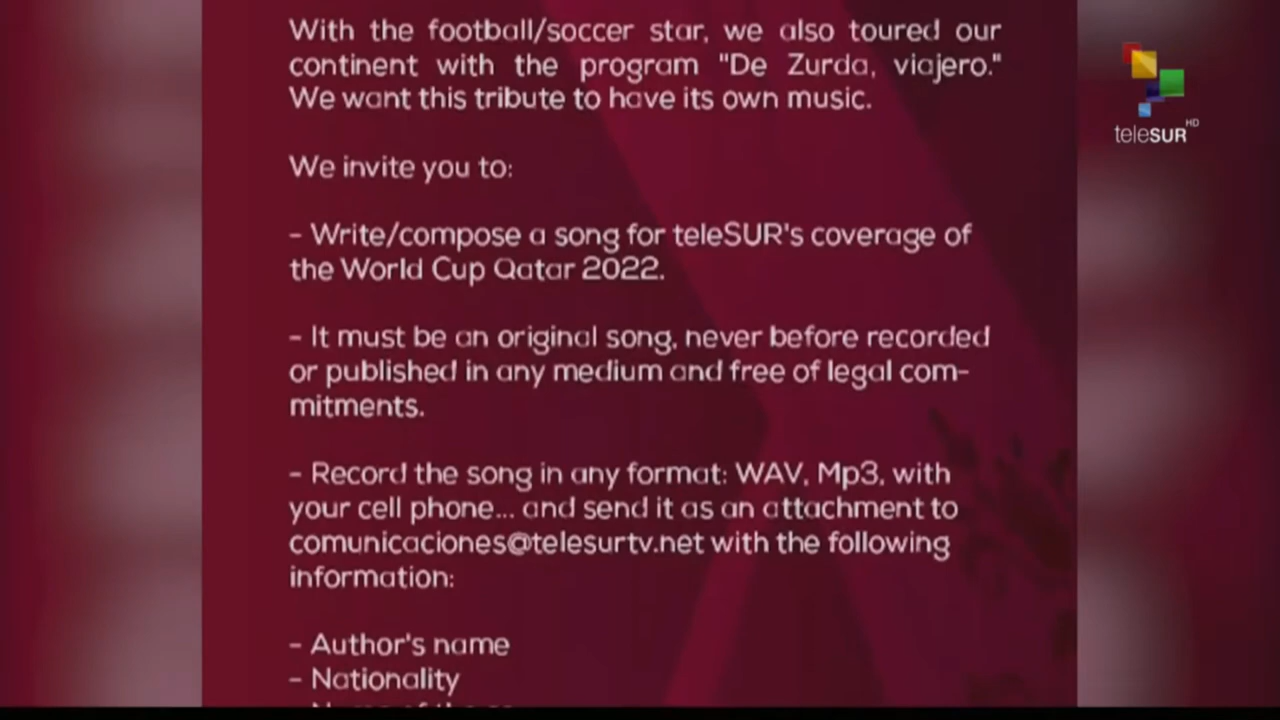 With the football/soccer star, we also toured our
continent with the program "De Zurda, viajero."
We want this tribute to have its own music.
We invite you to:
- Write/compose a song for teleSUR's coverage of
the World Cup Qatar 2022.
- It must be an original song, never before recorded
or published in any medium and free of legal com-
mitments.
- Record the song in any format: WAV, Mp3, with
your cell phone... and send it as an attachment to
comunicaciones@telesurtv.net with the following
information:
- Author's name
- Nationality
teleSUR HD